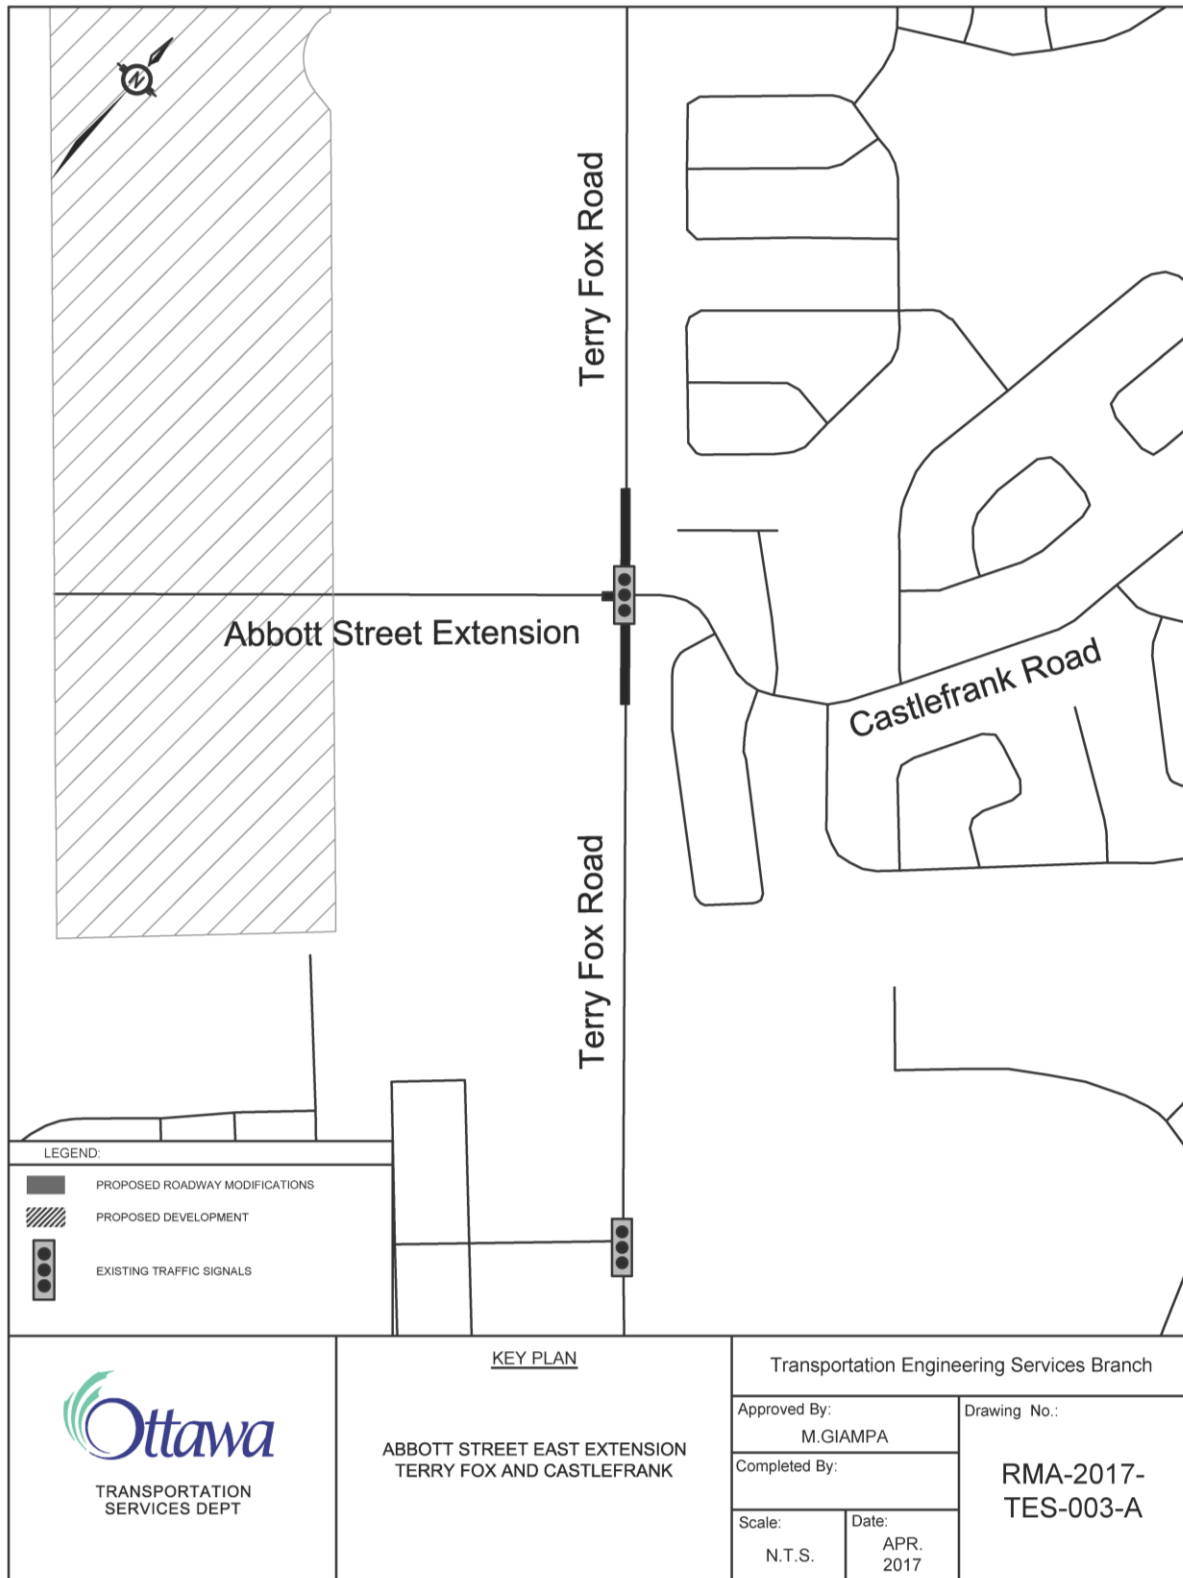 N
Terry Fox Road
Abbott Street Extension
Castlefrank Road
Terry Fox Road
LEGEND:
PROPOSED ROADWAY MODIFICATIONS
PROPOSED DEVELOPMENT
EXISTING TRAFFIC SIGNALS
Ottawa
TRANSPORTATION
SERVICES DEPT
KEY PLAN
ABBOTT STREET EAST EXTENSION
TERRY FOX AND CASTLEFRANK
Transportation Engineering Services Branch
Approved By:
M.GIAMPA
Completed By:
Scale:
N.T.S.
Date:
APR.
2017
Drawing No.:
RMA-2017-
TES-003-A